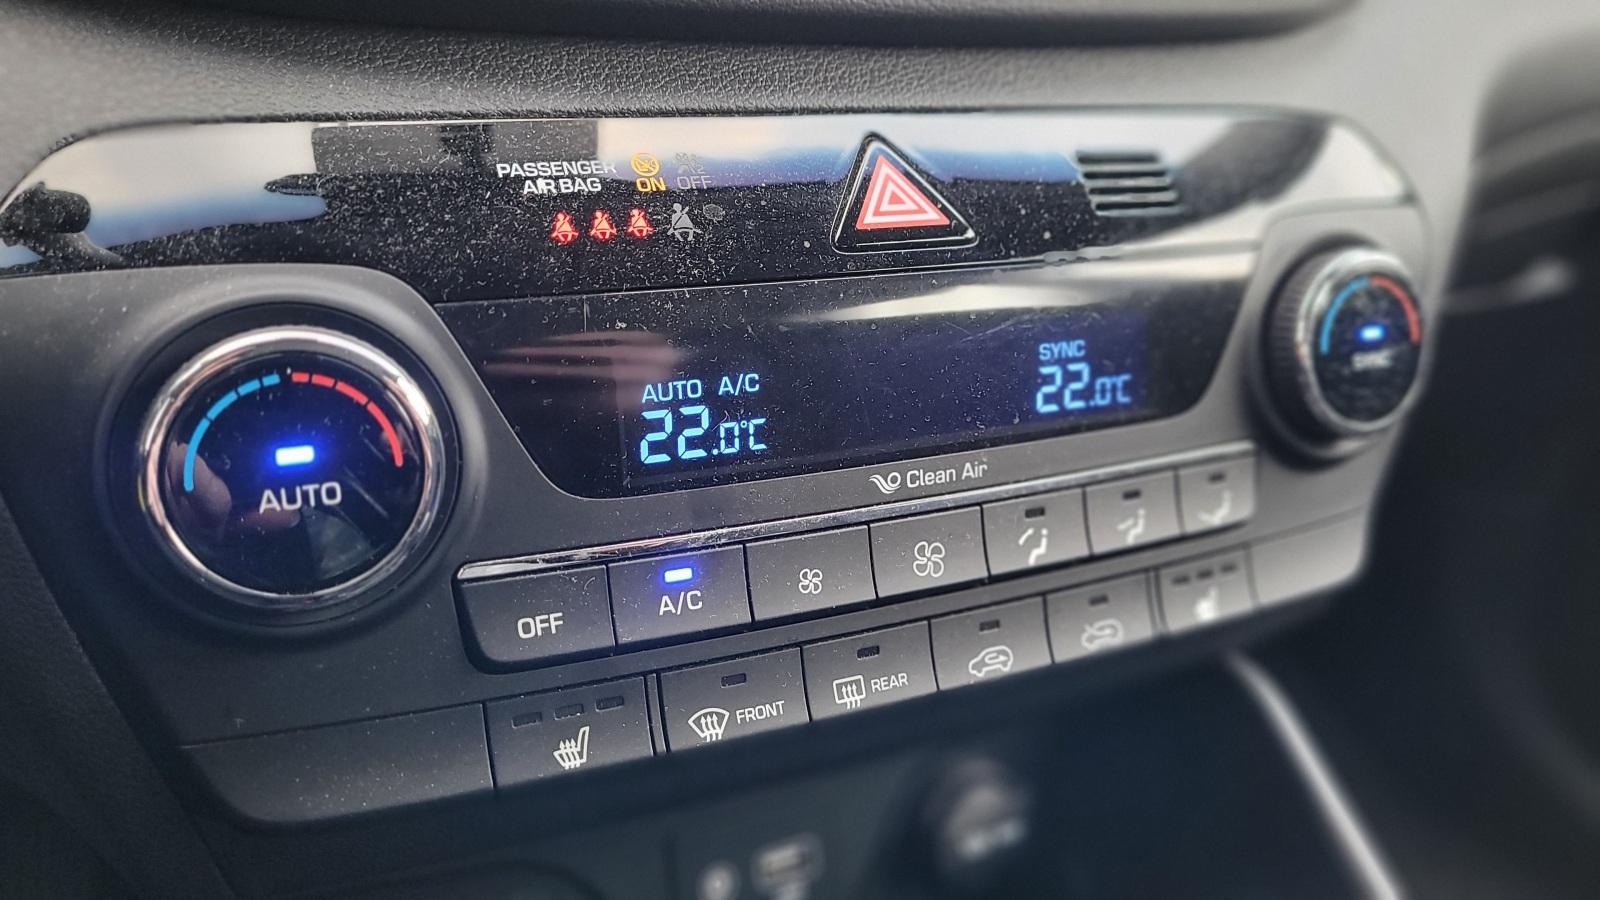 PASSENGER ON OFF
AIR BAG
AUTO A/C
22.0°C
SYNC
22.0°C
AUTO
SYNC
Clean Air
OFF
A/C
FRONT
REAR